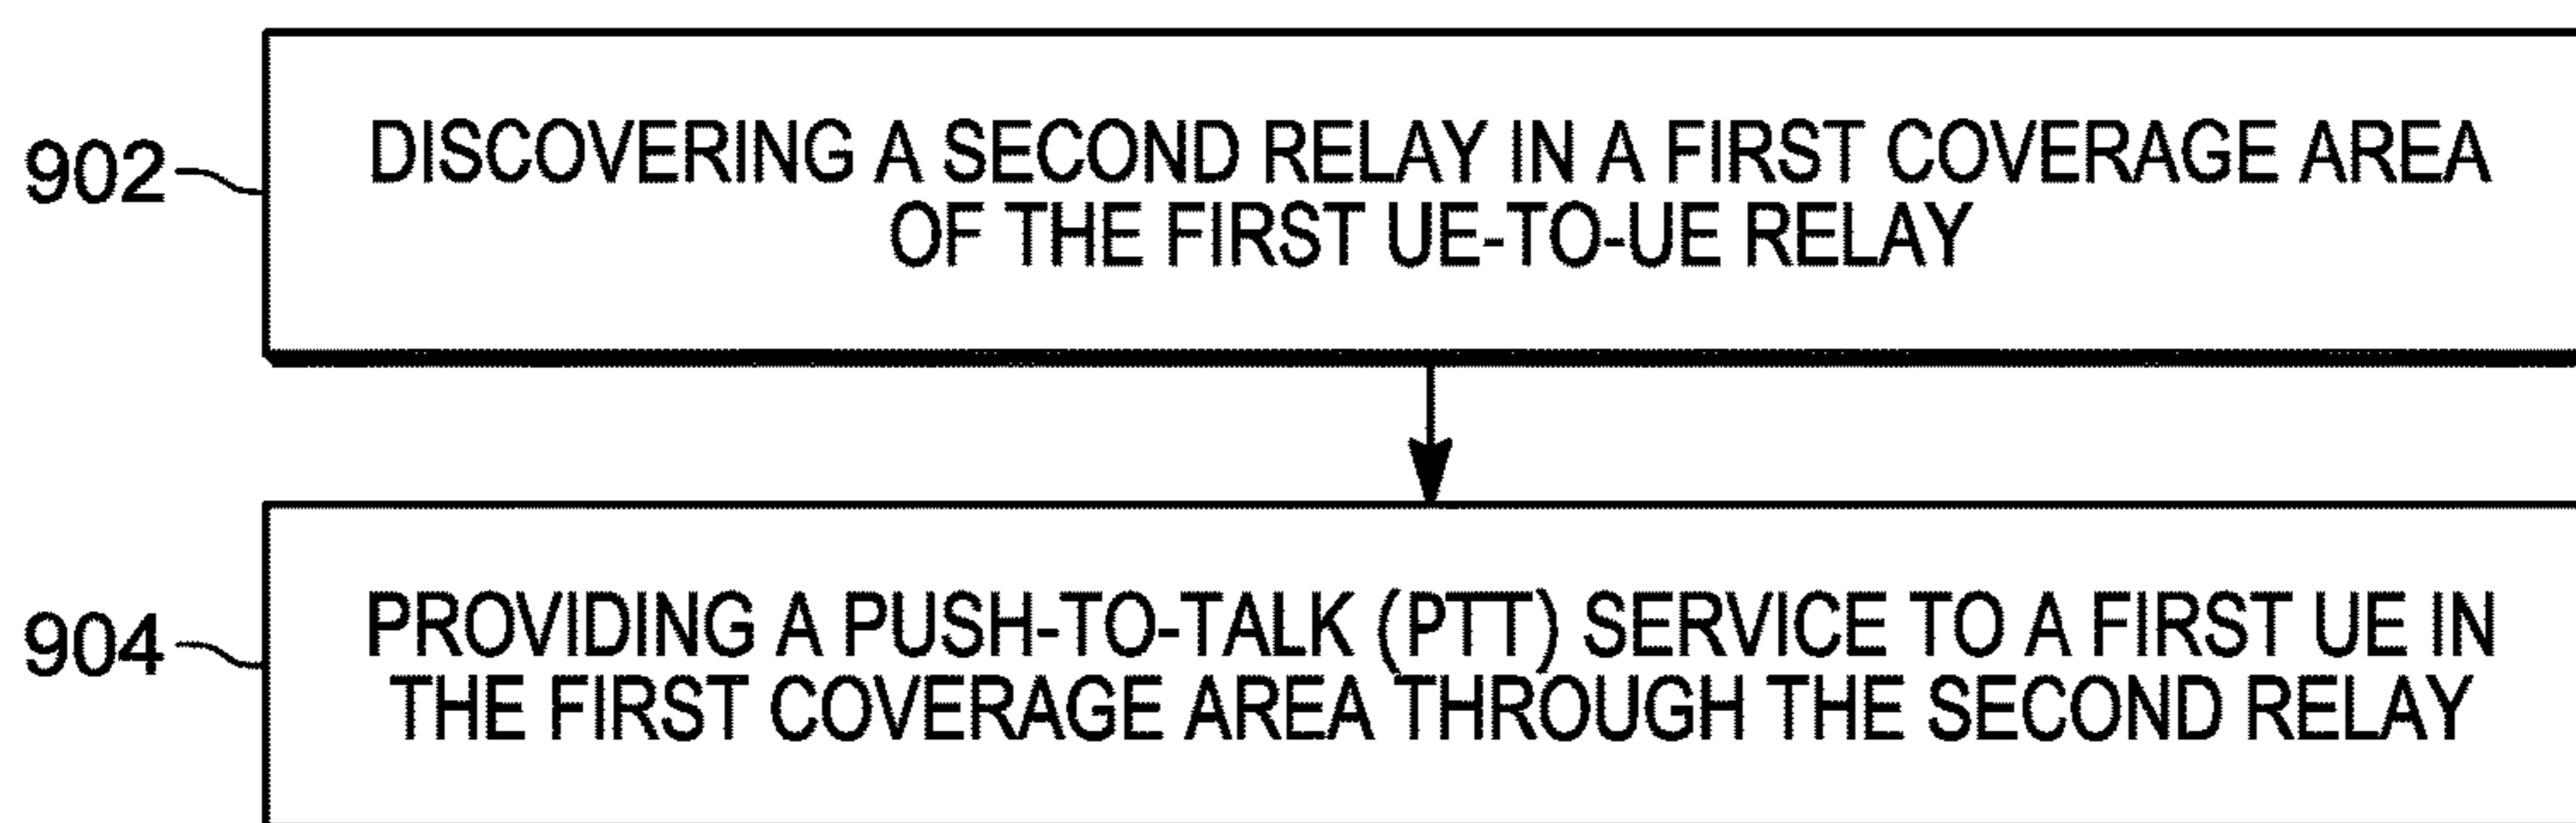 902
DISCOVERING A SECOND RELAY IN A FIRST COVERAGE AREA
OF THE FIRST UE-TO-UE RELAY
904
PROVIDING A PUSH-TO-TALK (PTT) SERVICE TO A FIRST UE IN
THE FIRST COVERAGE AREA THROUGH THE SECOND RELAY